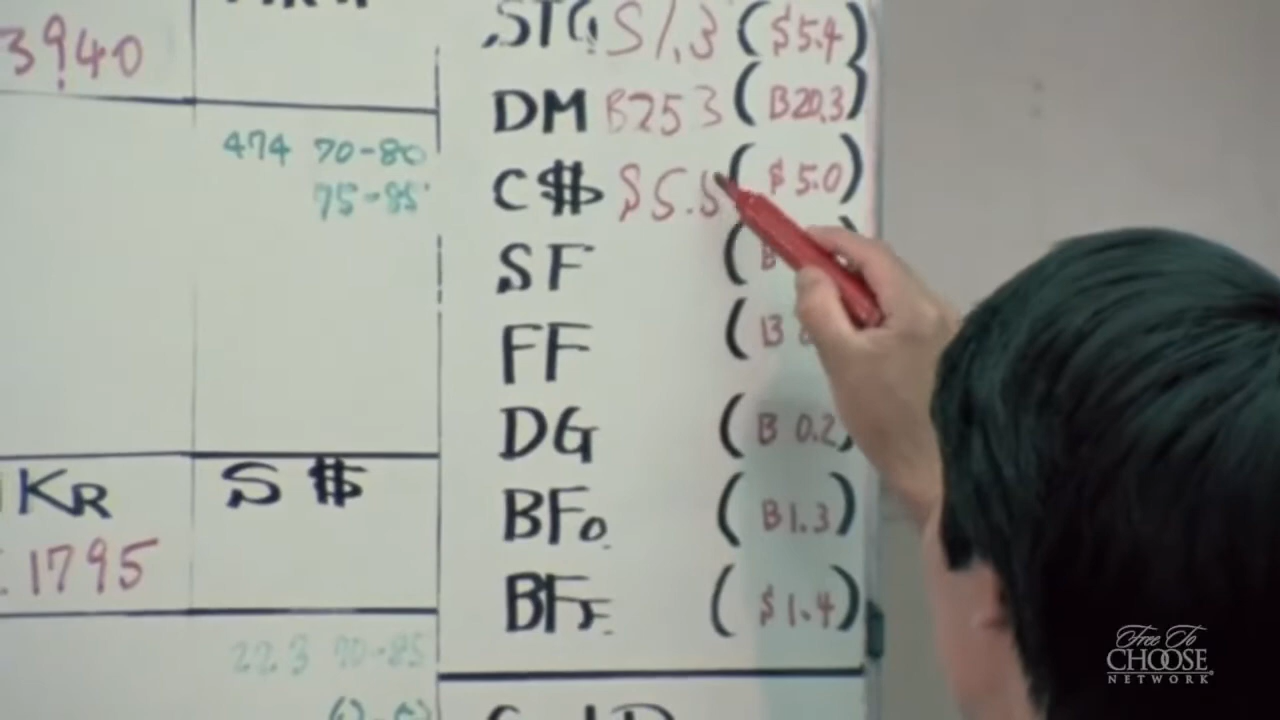 3940
474 70-80
75-85
KR S $
.1795
22.3 70-85
STG S1.3 ($5.4)
DM B25 3 (B20.3)
C$ $5.5 ($5.0)
SF (B
FF (B
DG (B 0.2)
BFo. (B1.3)
BFF. ($1.4)
Free To
CHOOSE
NETWORK